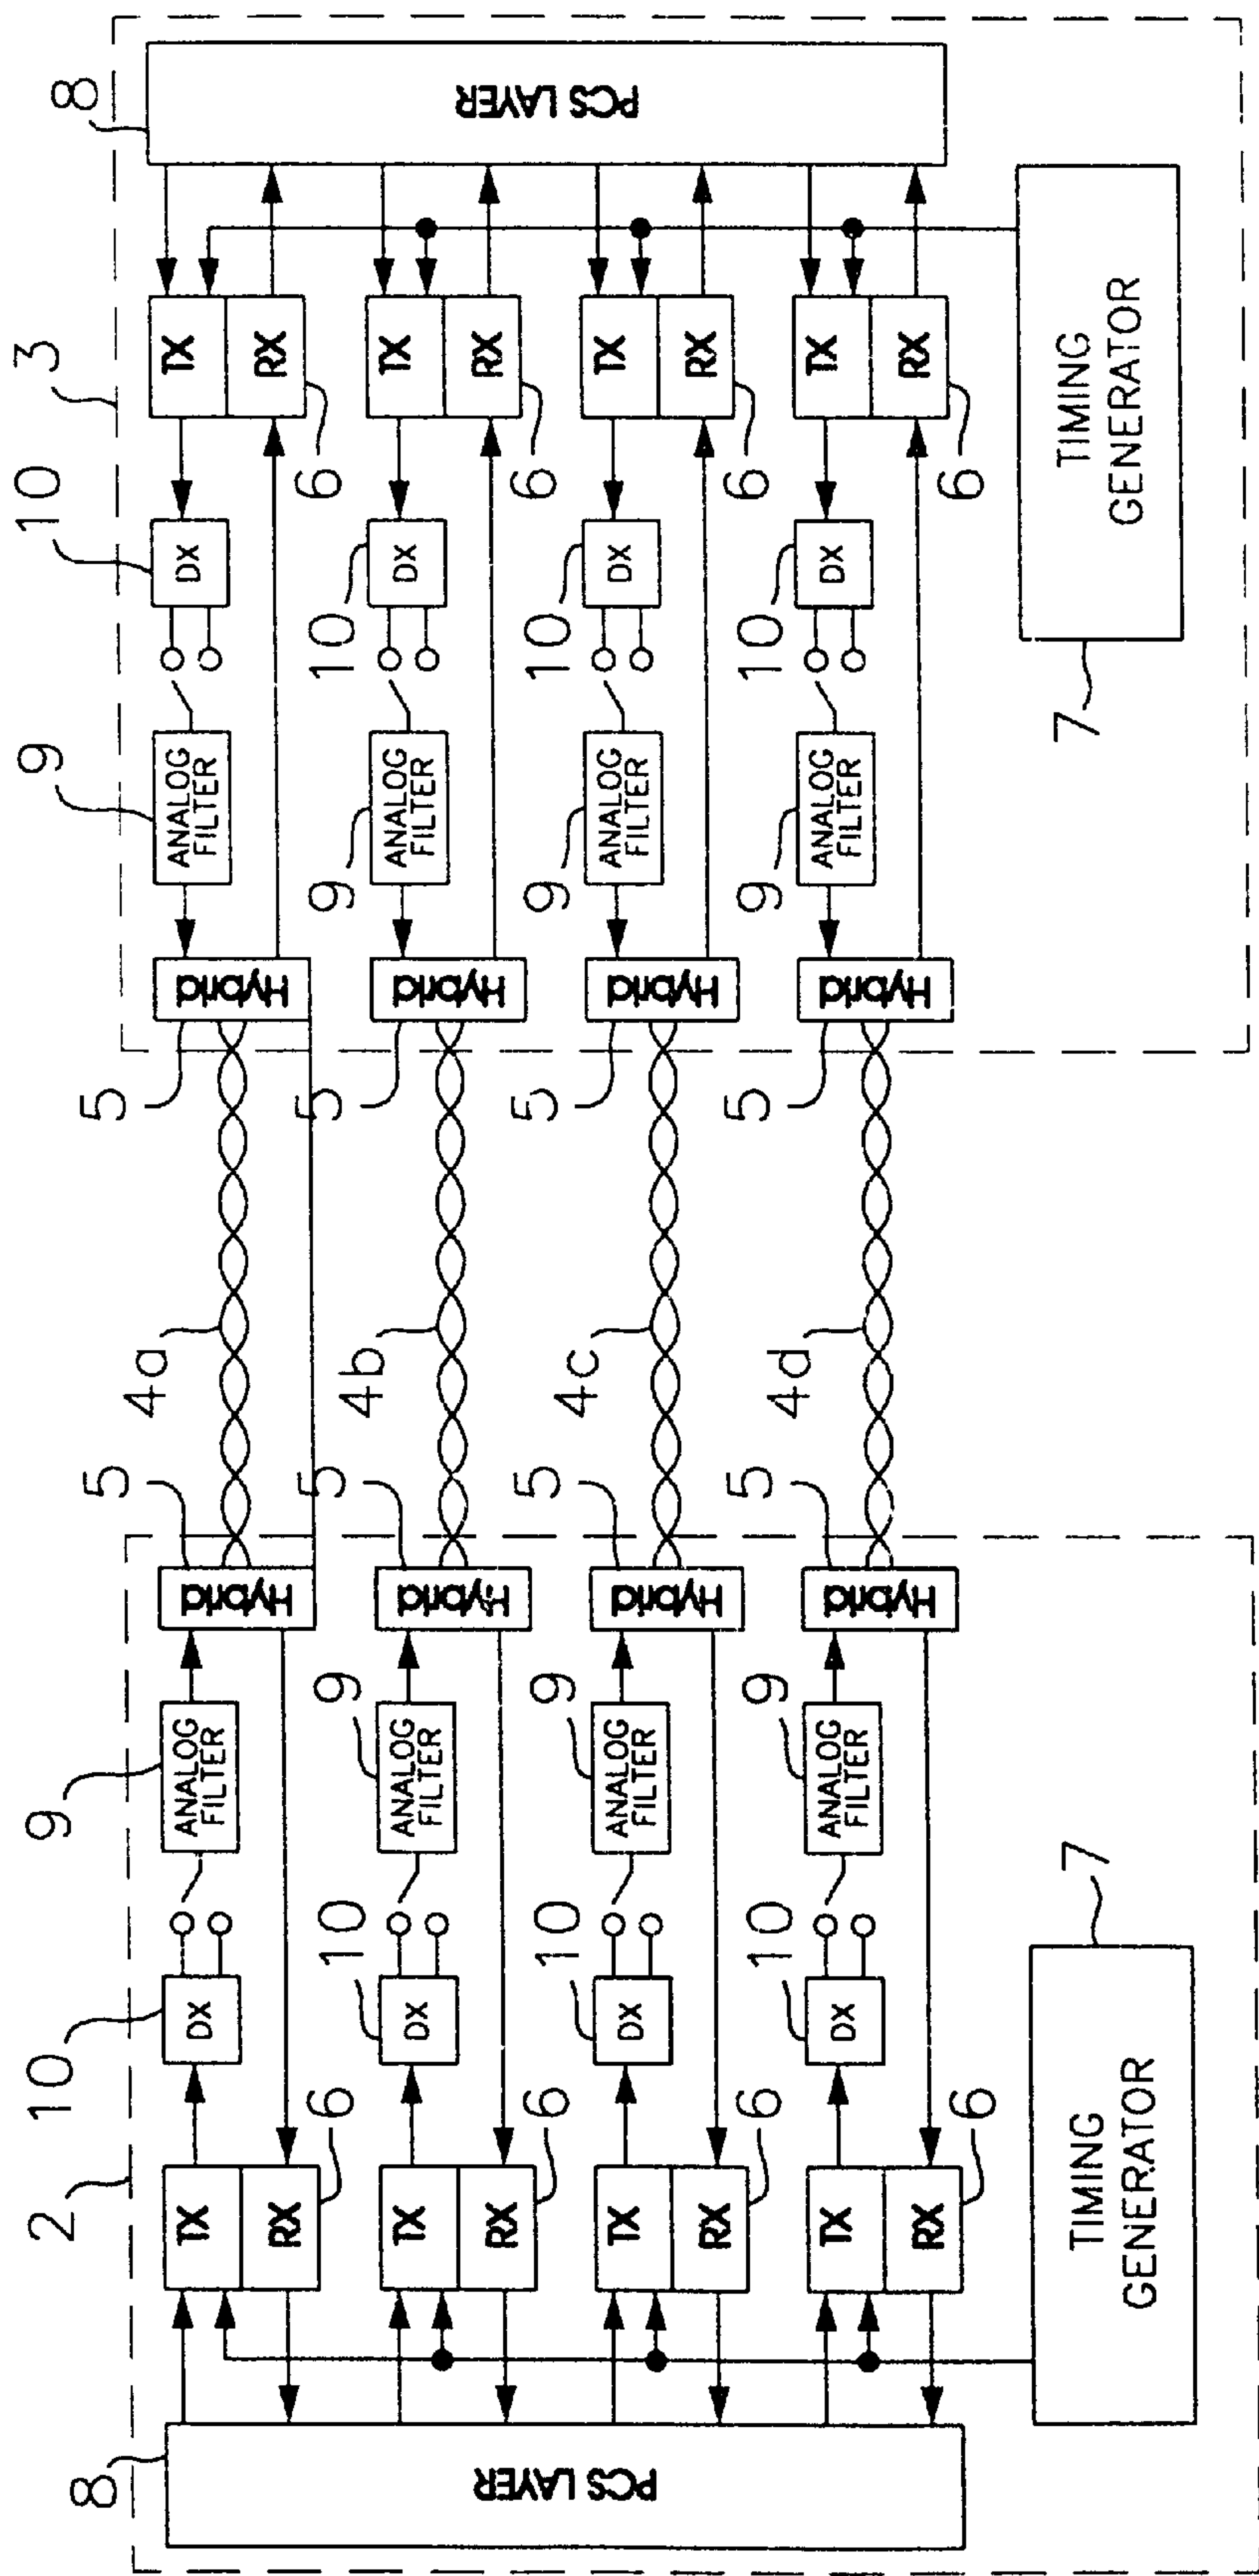 2
10
9
5
4a
5
9
10
3
8
PCS LAYER
TX
RX
6
DX
ANALOG
FILTER
Hybrid
Hybrid
ANALOG
FILTER
DX
TX
RX
6
8
PCS LAYER
TX
RX
6
10
DX
9
ANALOG
FILTER
5
Hybrid
4b
5
Hybrid
9
ANALOG
FILTER
10
DX
TX
RX
6
TX
RX
6
10
DX
9
ANALOG
FILTER
5
Hybrid
4c
5
Hybrid
9
ANALOG
FILTER
10
DX
TX
RX
6
TX
RX
6
10
DX
9
ANALOG
FILTER
5
Hybrid
4d
5
Hybrid
9
ANALOG
FILTER
10
DX
TX
RX
6
TIMING
GENERATOR
7
7
TIMING
GENERATOR